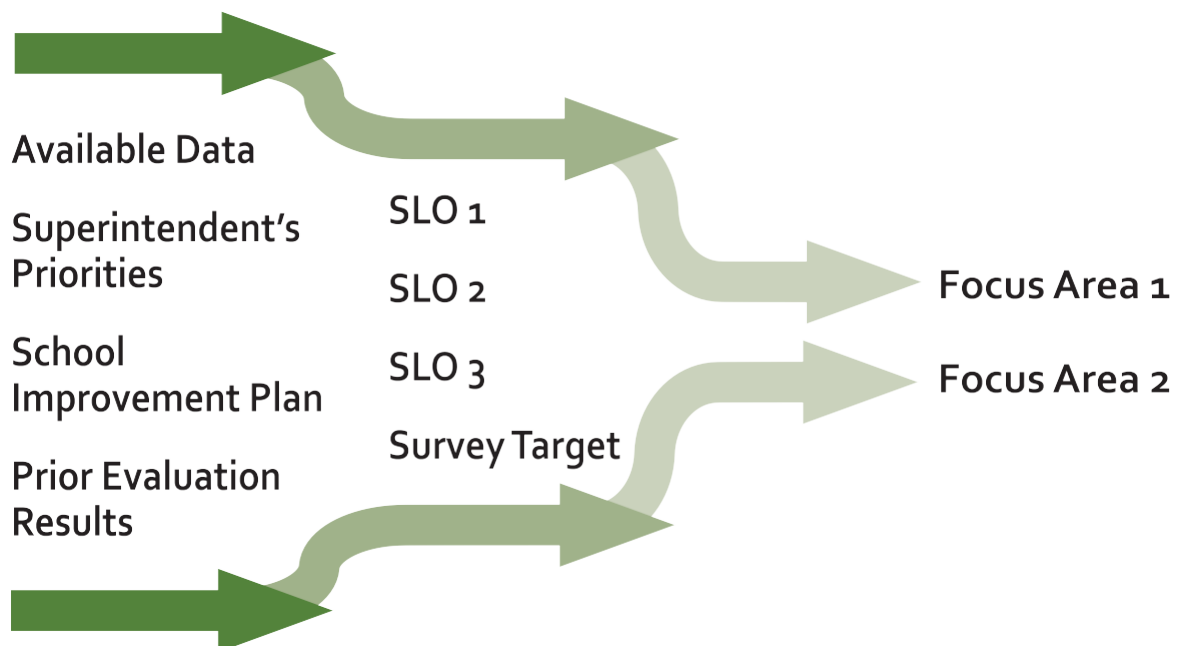 Available Data
Superintendent’s
Priorities
School
Improvement Plan
Prior Evaluation
Results
SLO 1
SLO 2
SLO 3
Survey Target
Focus Area 1
Focus Area 2